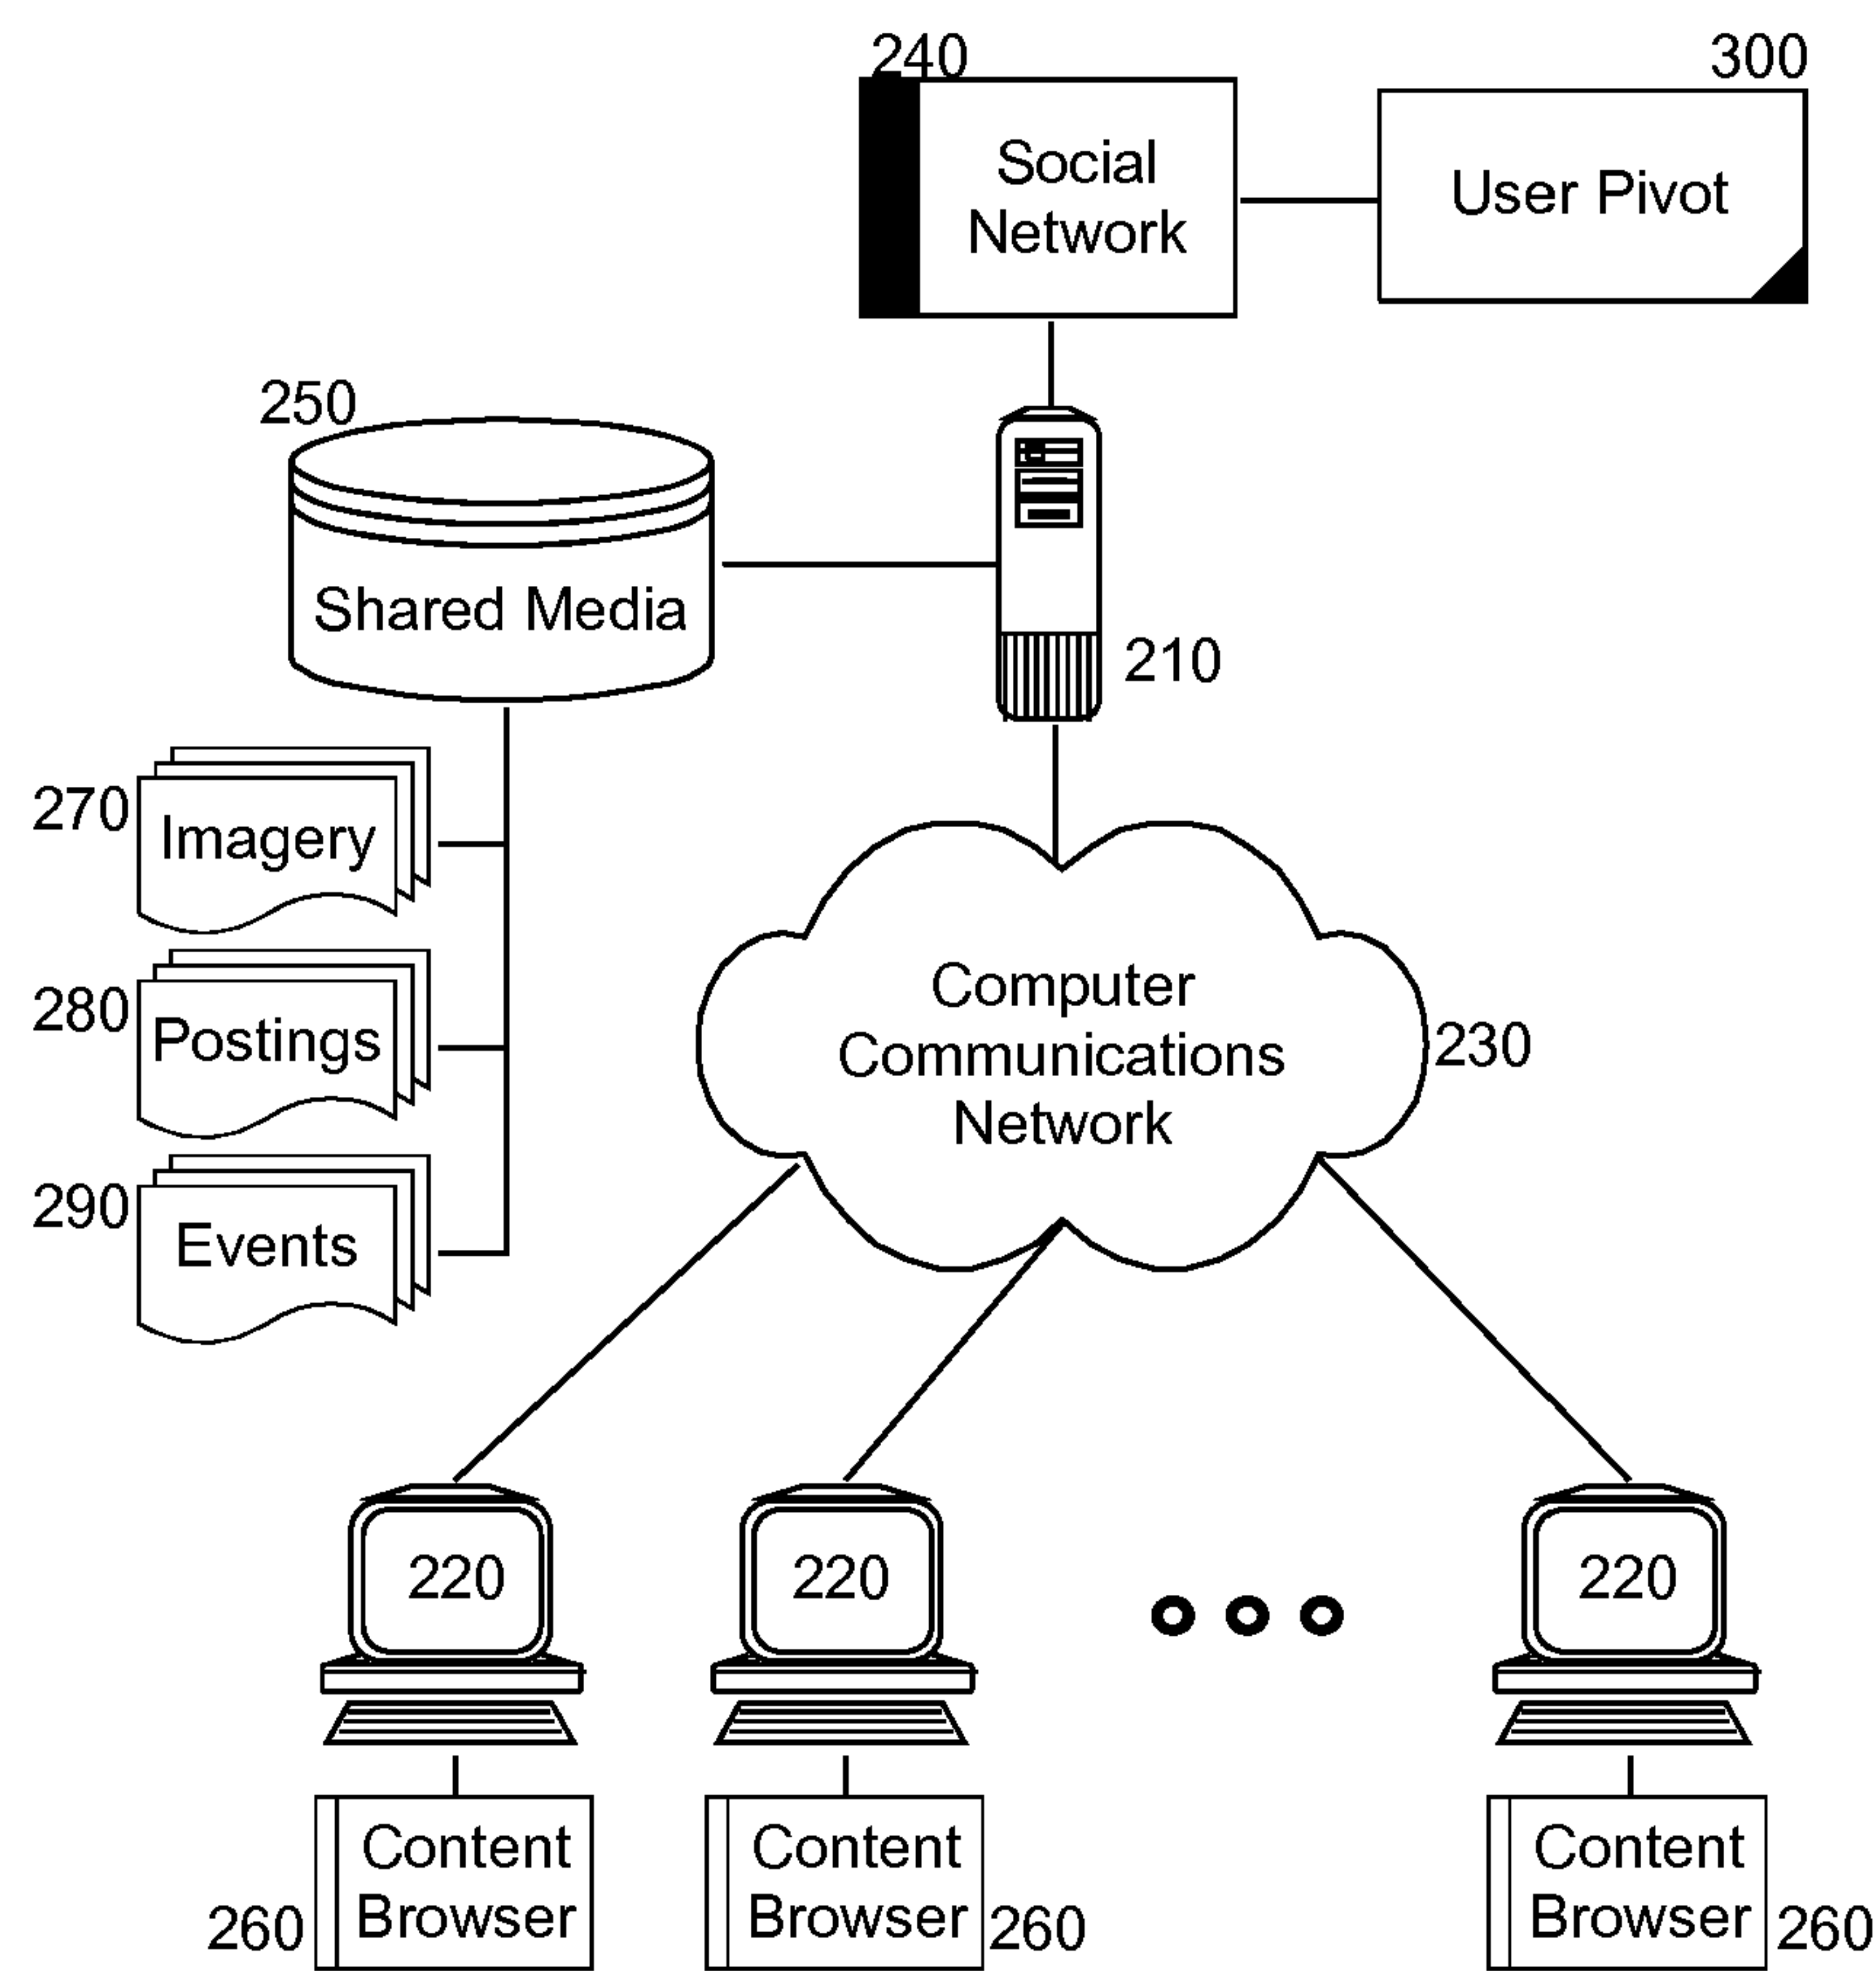 240
300
Social
Network
User Pivot
250
Shared Media
210
270
Imagery
280
Postings
290
Events
Computer
Communications
Network
230
220
220
220
Content
Browser
260
Content
Browser
260
Content
Browser
260